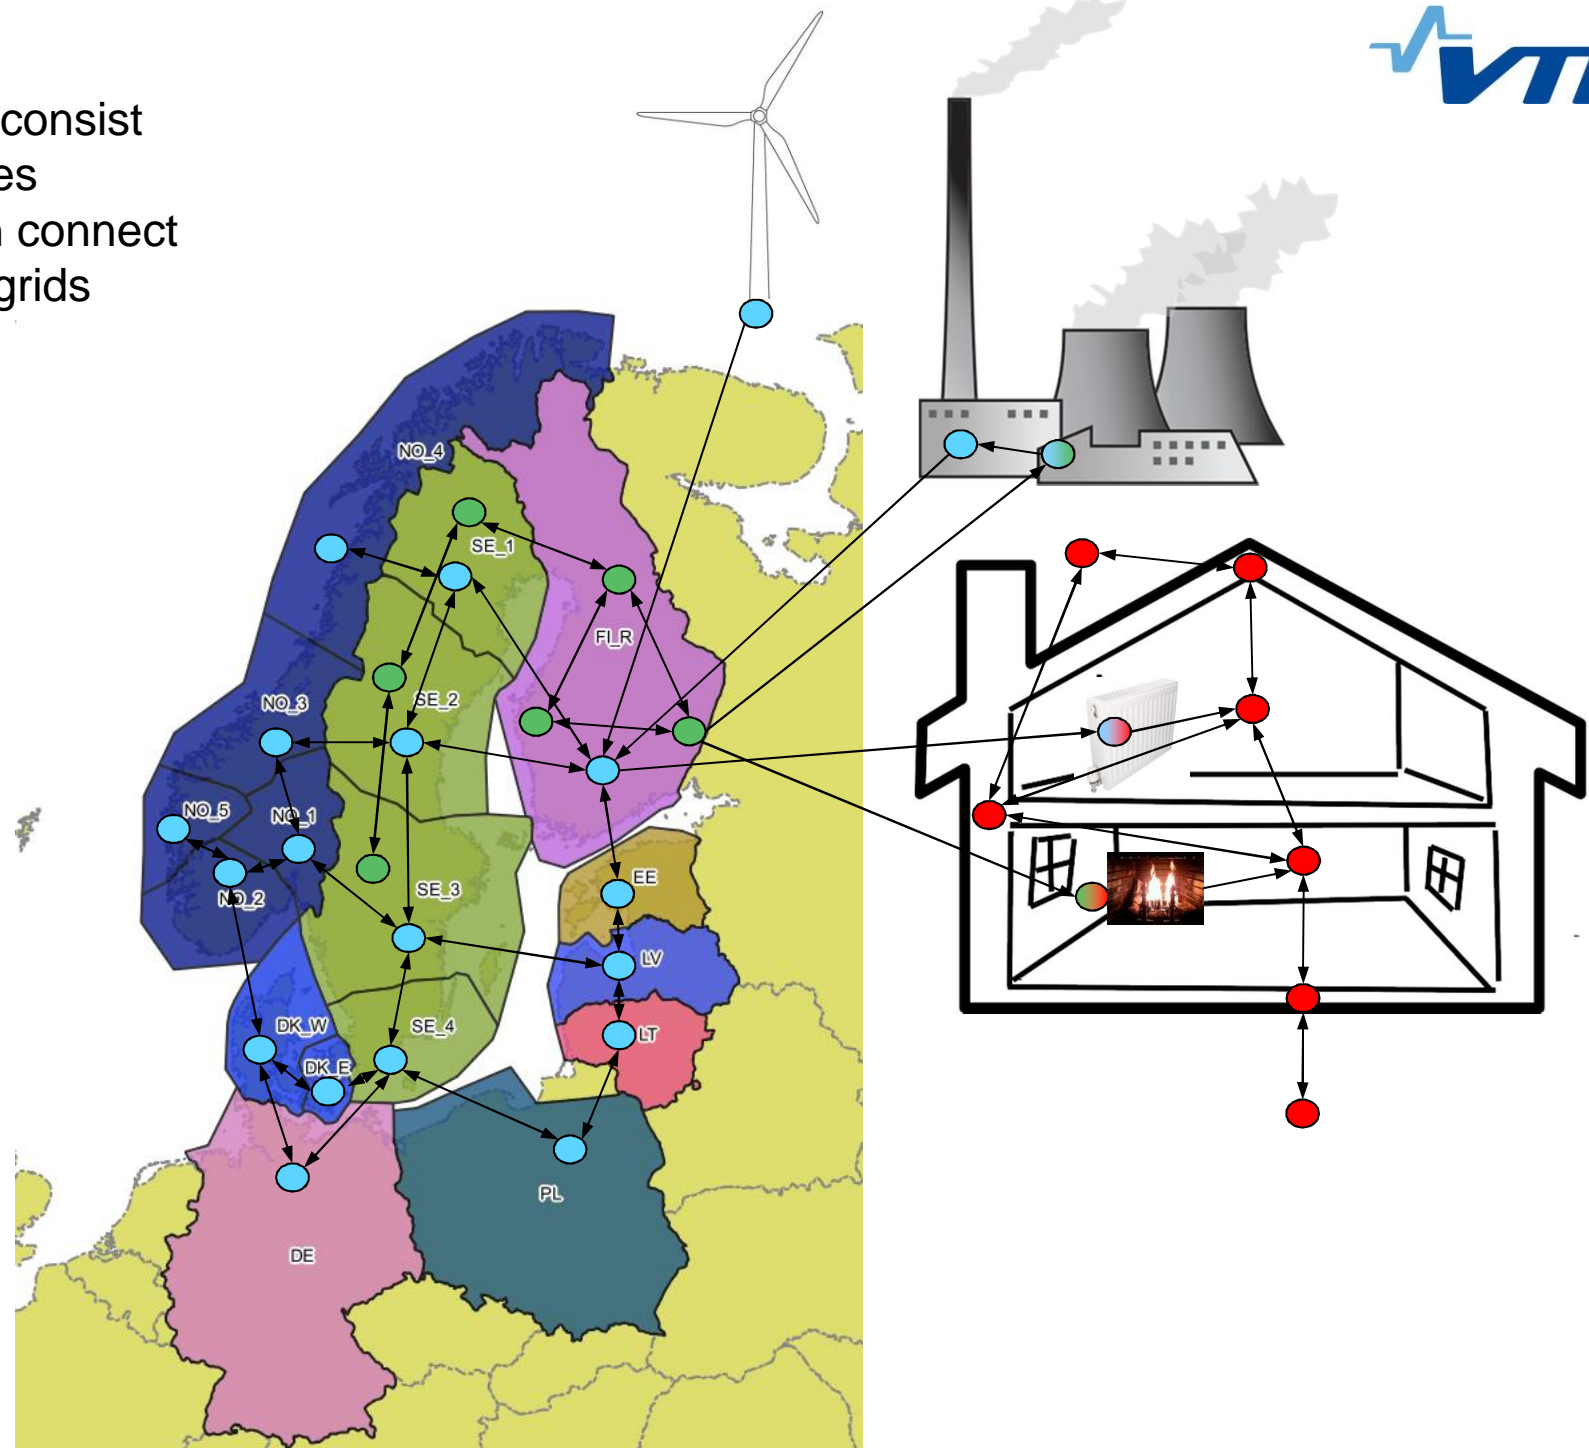 consist
es
n connect
grids
NO_4
SE_1
FI_R
SE_2
NO_3
NO_5
NO_1
SE_3
EE
NO_2
LV
DK_W
SE_4
LT
DK_E
PL
DE